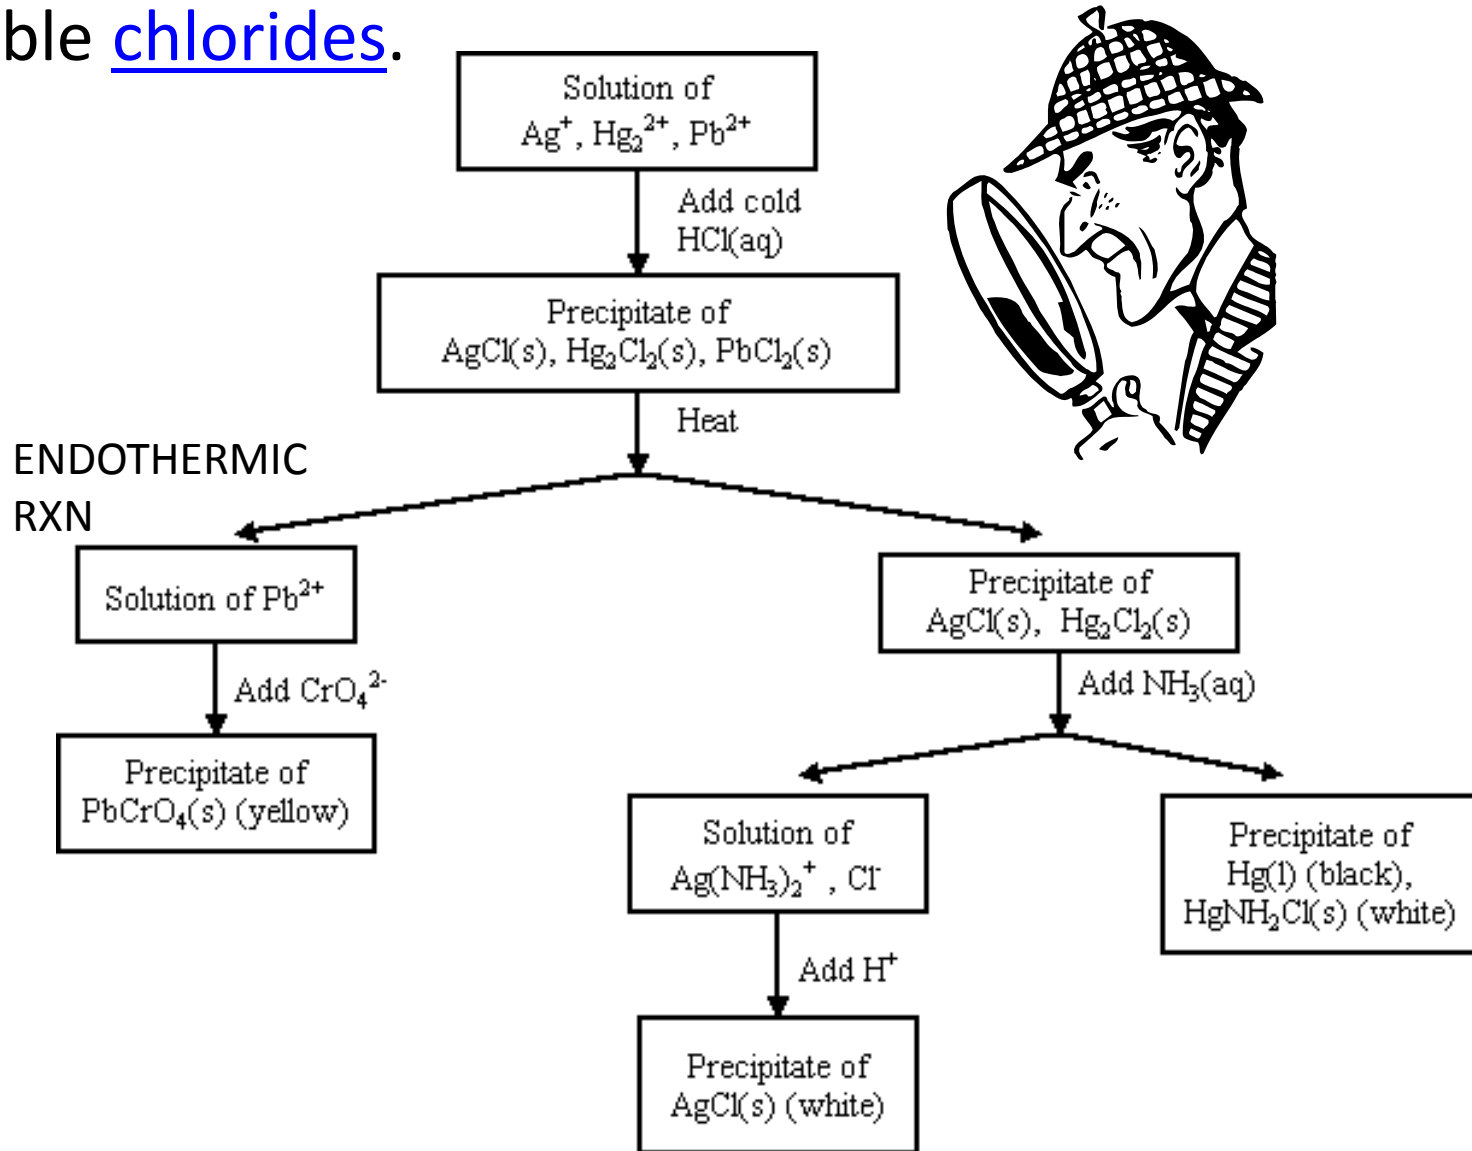 ble chlorides.
Solution of
Ag⁺, Hg₂²⁺, Pb²⁺
Add cold
HCl(aq)
Precipitate of
AgCl(s), Hg₂Cl₂(s), PbCl₂(s)
Heat
ENDOTHERMIC
RXN
Solution of Pb²⁺
Precipitate of
AgCl(s), Hg₂Cl₂(s)
Add CrO₄²⁻
Add NH₃(aq)
Precipitate of
PbCrO₄(s) (yellow)
Solution of
Ag(NH₃)₂⁺ , Cl⁻
Precipitate of
Hg(l) (black),
HgNH₂Cl(s) (white)
Add H⁺
Precipitate of
AgCl(s) (white)